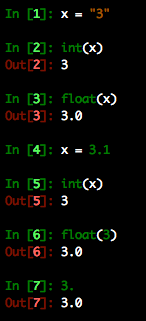 In [1]: x = "3"
In [2]: int(x)
Out[2]: 3
In [3]: float(x)
Out[3]: 3.0
In [4]: x = 3.1
In [5]: int(x)
Out[5]: 3
In [6]: float(3)
Out[6]: 3.0
In [7]: 3.
Out[7]: 3.0